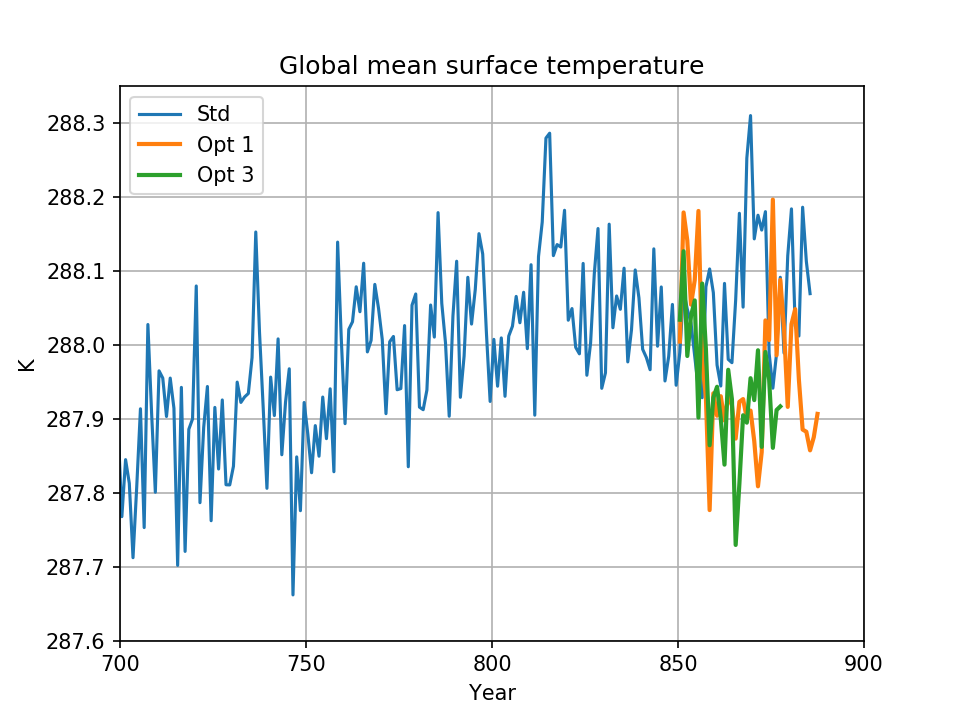 Global mean surface temperature
Std
Opt 1
Opt 3
288.3
288.2
288.1
288.0
287.9
287.8
287.7
287.6
K
700 750 800 850 900
Year